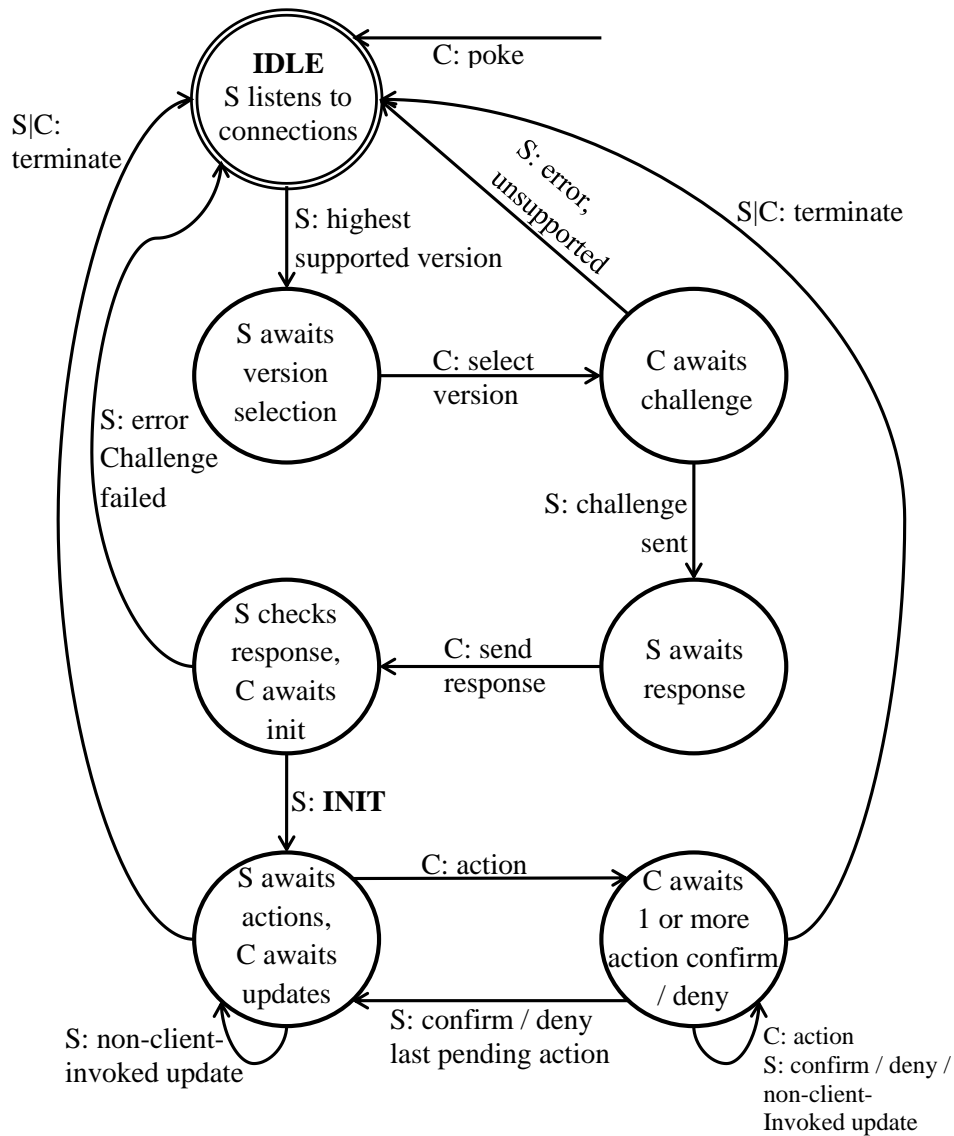 C: poke
IDLE
S listens to
connections
S|C:
terminate
S: error,
unsupported
S|C: terminate
S: highest
supported version
S awaits
version
selection
C: select
version
C awaits
challenge
S: error
Challenge
failed
S: challenge
sent
S checks
response,
C awaits
init
C: send
response
S awaits
response
S: INIT
S awaits
actions,
C awaits
updates
C: action
C awaits
1 or more
action confirm
/ deny
S: confirm / deny
last pending action
S: non-client-
invoked update
C: action
S: confirm / deny /
non-client-
Invoked update